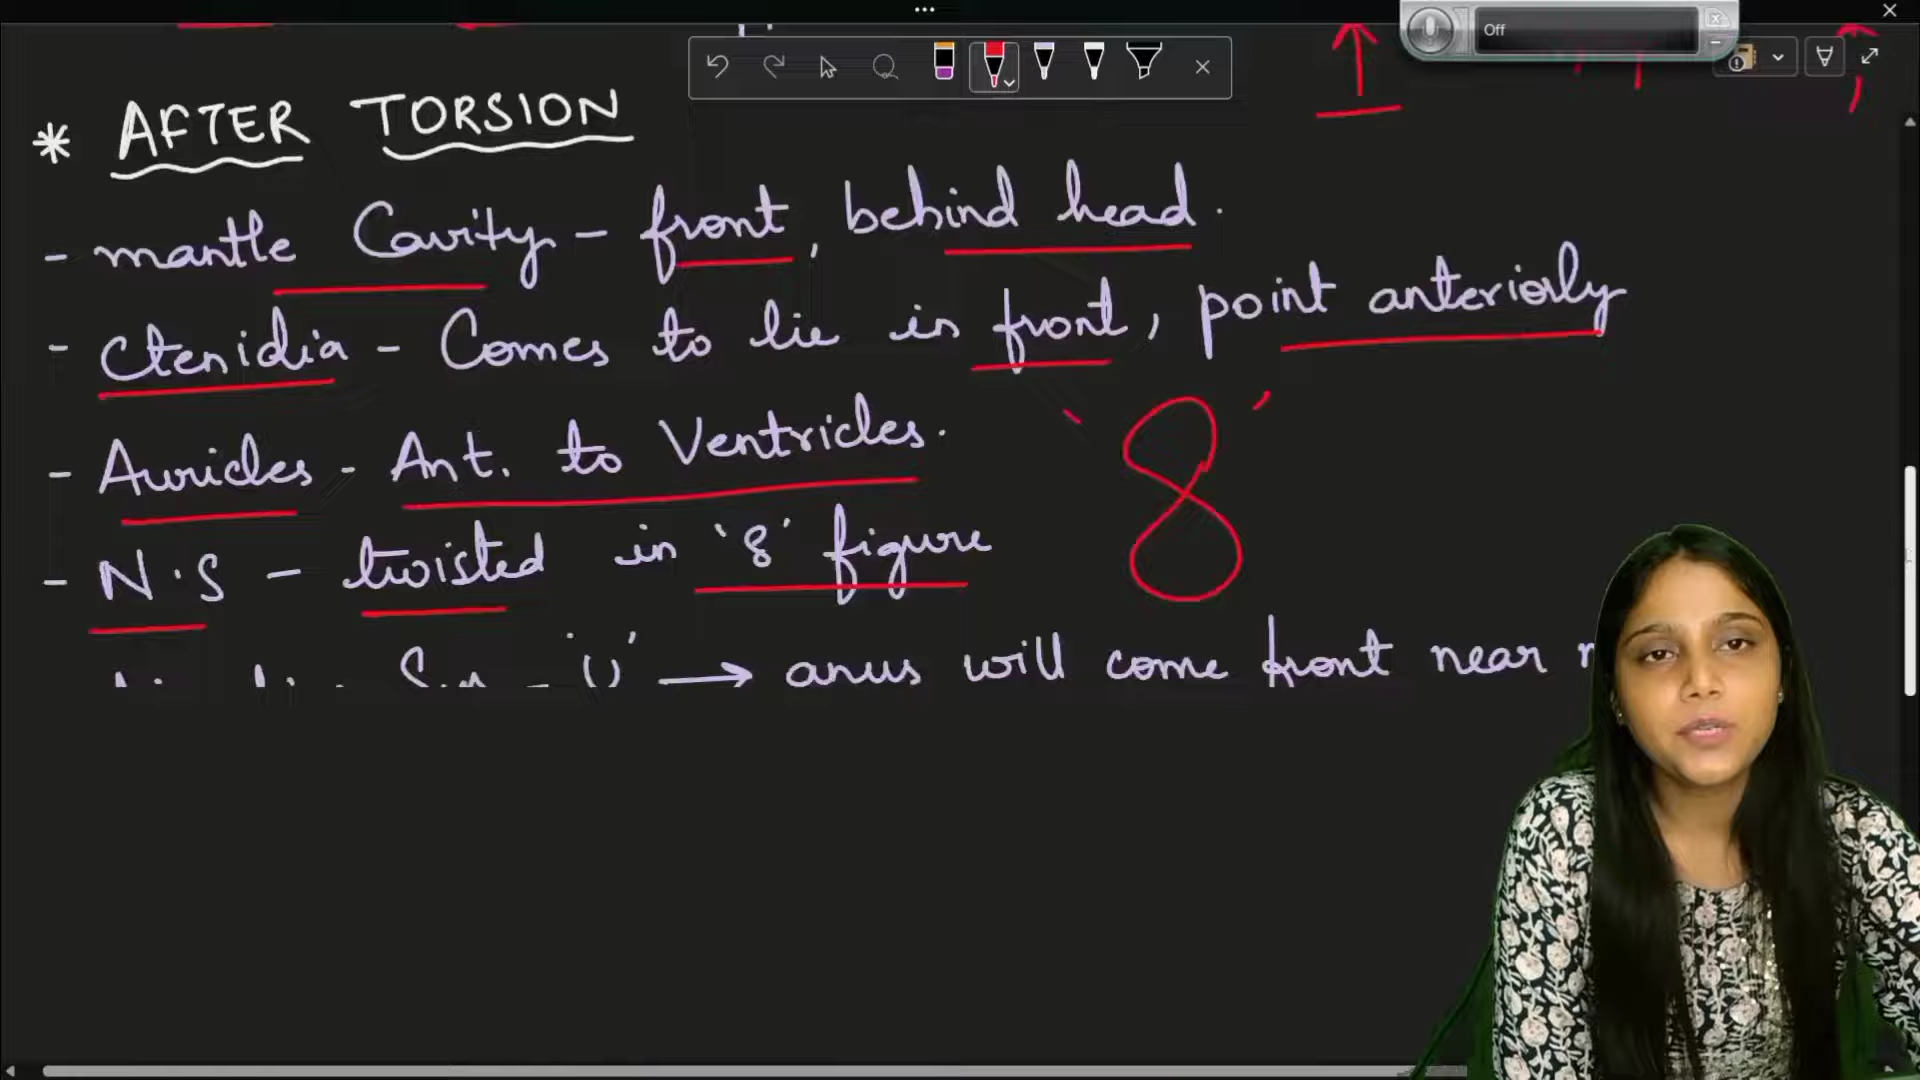 Off
* AFTER TORSION
- mantle Cavity - front, behind head.
- Ctenidia - Comes to lie in front, point anteriorly
- Auricles - Ant. to Ventricles.
'8'
- N.S - twisted in '8' figure
'U' → anus will come front near